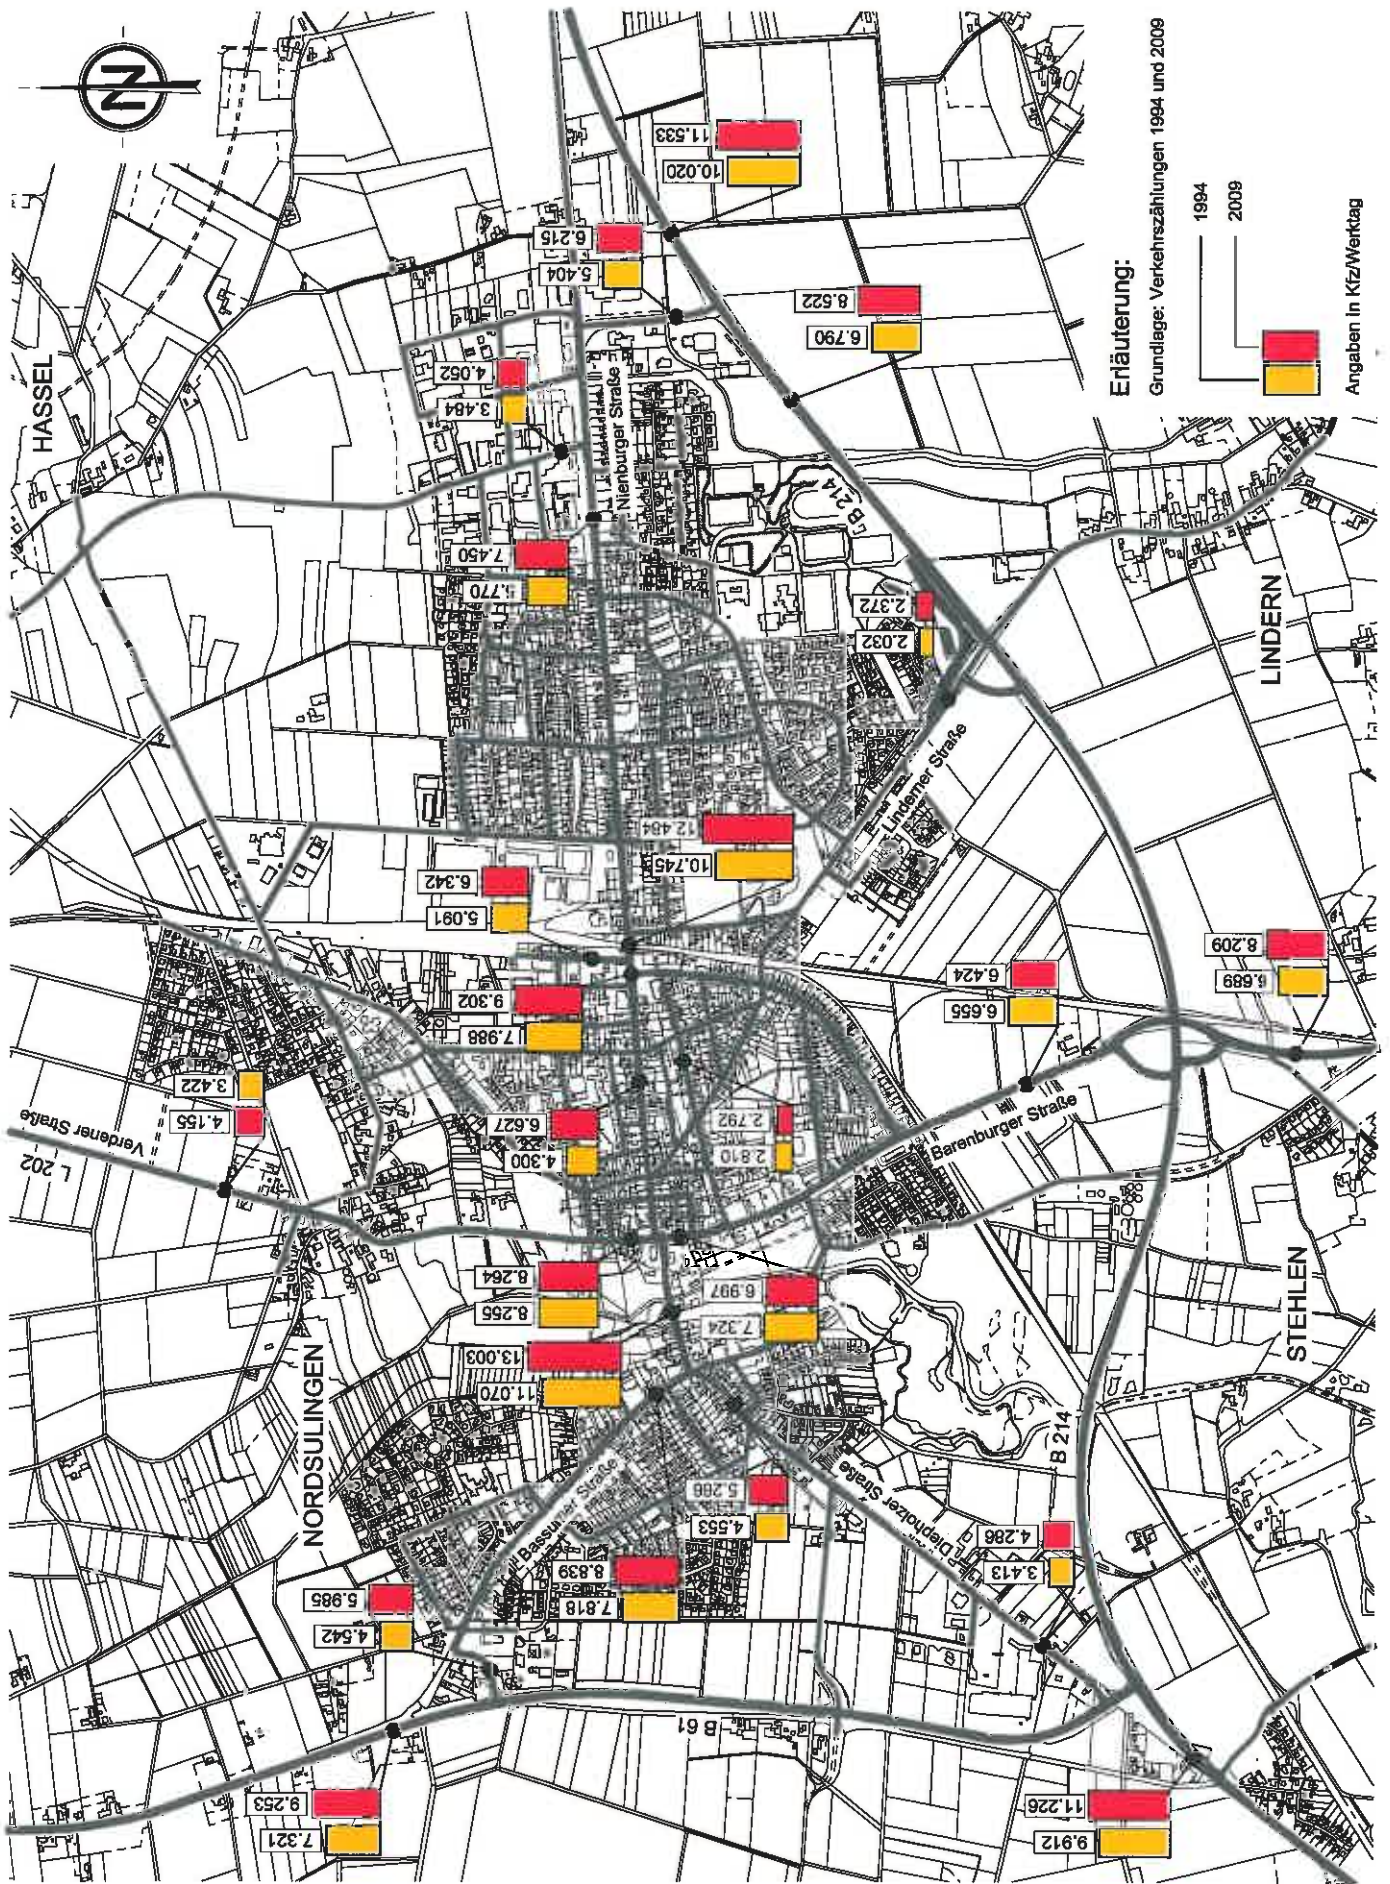 N
HASSEL
11.533
10.020
6.215
5.404
8.522
6.790
4.052
3.484
Nienburger Straße
7.450
5.770
B 214
2.372
2.032
LINDERN
Linderner Straße
12.484
10.745
6.342
5.091
9.302
7.988
6.424
6.655
8.209
6.689
3.422
4.155
Verdener Straße
L 202
6.627
4.300
2.792
2.810
Barenburger Straße
8.264
8.255
6.997
7.324
13.003
11.070
NORDSULINGEN
STEHLEN
B 214
Diepholzer Straße
Bassumer Straße
5.286
4.553
4.286
3.413
8.839
7.818
5.985
4.542
B 61
9.253
7.321
11.226
9.912
Erläuterung:
Grundlage: Verkehrszählungen 1994 und 2009
1994
2009
Angaben in Kfz/Werktag